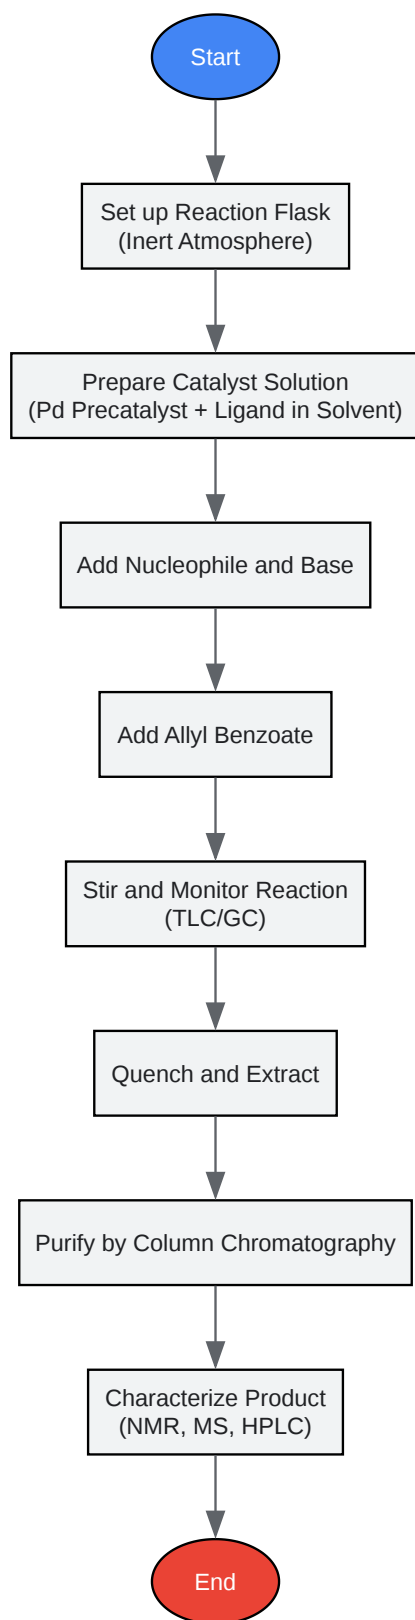 Start
Set up Reaction Flask
(Inert Atmosphere)
Prepare Catalyst Solution
(Pd Precatalyst + Ligand in Solvent)
Add Nucleophile and Base
Add Allyl Benzoate
Stir and Monitor Reaction
(TLC/GC)
Quench and Extract
Purify by Column Chromatography
Characterize Product
(NMR, MS, HPLC)
End